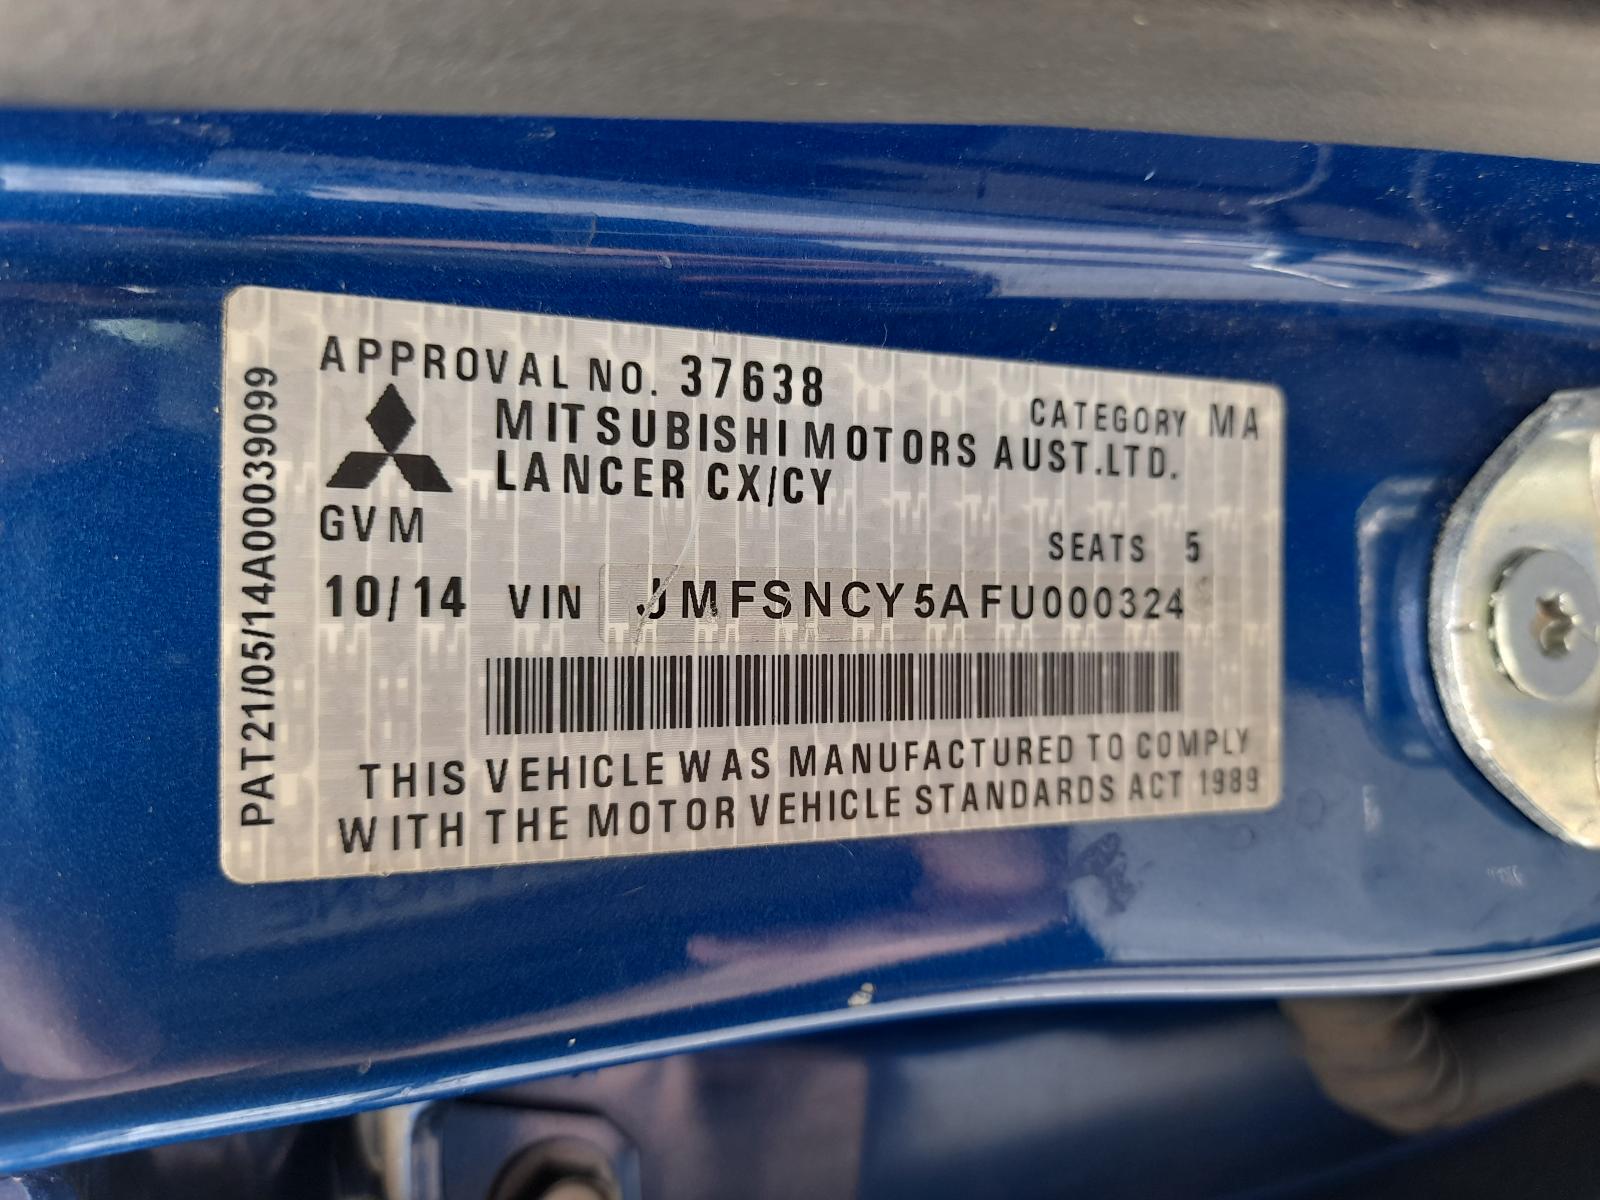 APPROVAL NO. 37638
CATEGORY MA
MITSUBISHI MOTORS AUST.LTD.
LANCER CX/CY
GVM
SEATS 5
10/14 VIN JMFSNCY5AFU000324
THIS VEHICLE WAS MANUFACTURED TO COMPLY
WITH THE MOTOR VEHICLE STANDARDS ACT 1989
PAT21/05/14A00039099